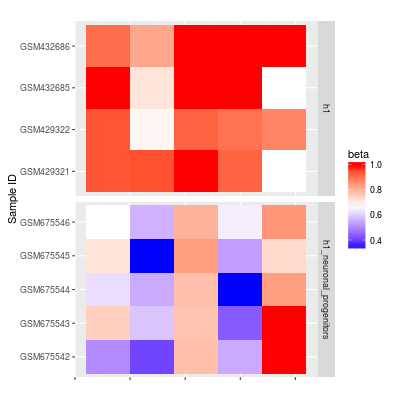 GSM432686
GSM432685
GSM429322
GSM429321
h1
GSM675546
GSM675545
GSM675544
GSM675543
GSM675542
h1_neuronal_progenitors
Sample ID
beta
1.0
0.8
0.6
0.4